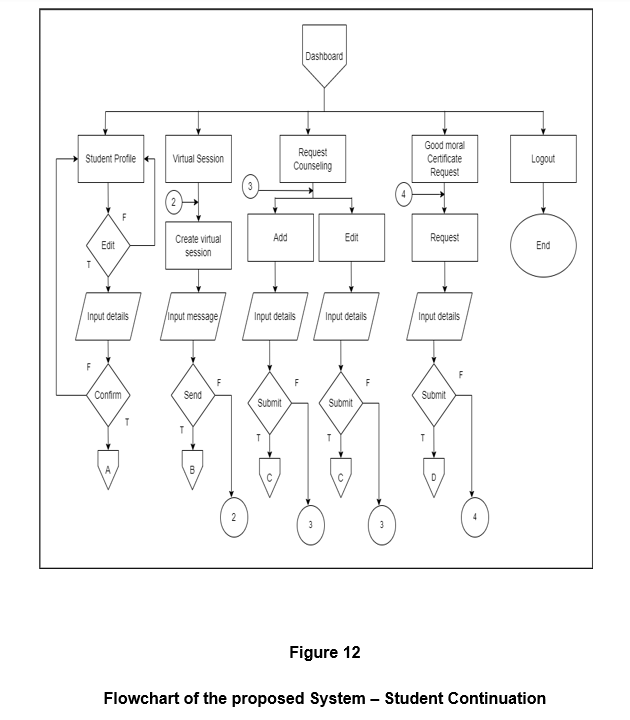 Dashboard
Student Profile
Virtual Session
Request
Counseling
Good moral
Certificate
Request
Logout
3
2
4
F
Edit
T
Create virtual
session
Add
Edit
Request
End
Input details
Input message
Input details
Input details
Input details
F
Confirm
T
Send
F
T
Submit
F
T
Submit
F
T
Submit
F
T
A
B
C
C
D
2
3
3
4
Figure 12
Flowchart of the proposed System – Student Continuation